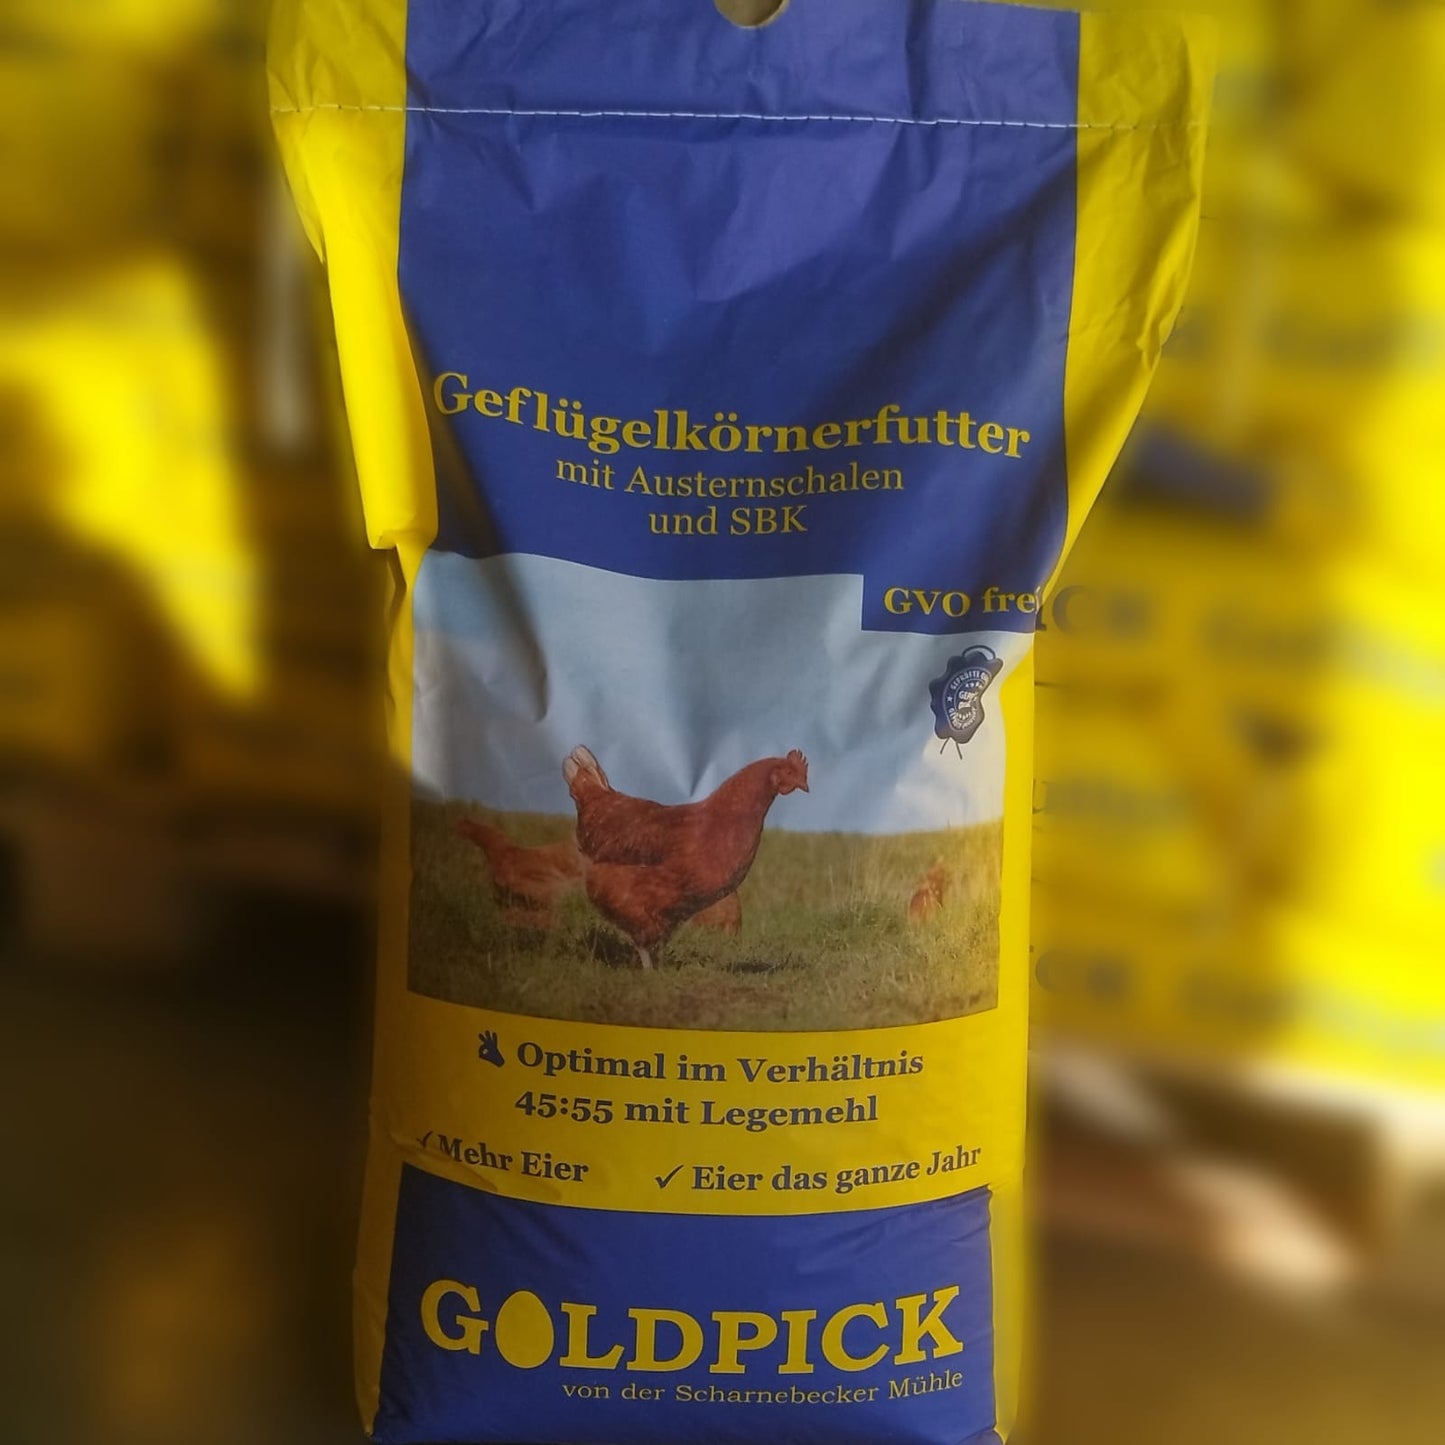 Geflügelkörnerfutter
mit Austernschalen
und SBK
GVO frei
Optimal im Verhältnis
45:55 mit Legemehl
✓ Mehr Eier
✓ Eier das ganze Jahr
GOLDPICK
von der Scharnebecker Mühle